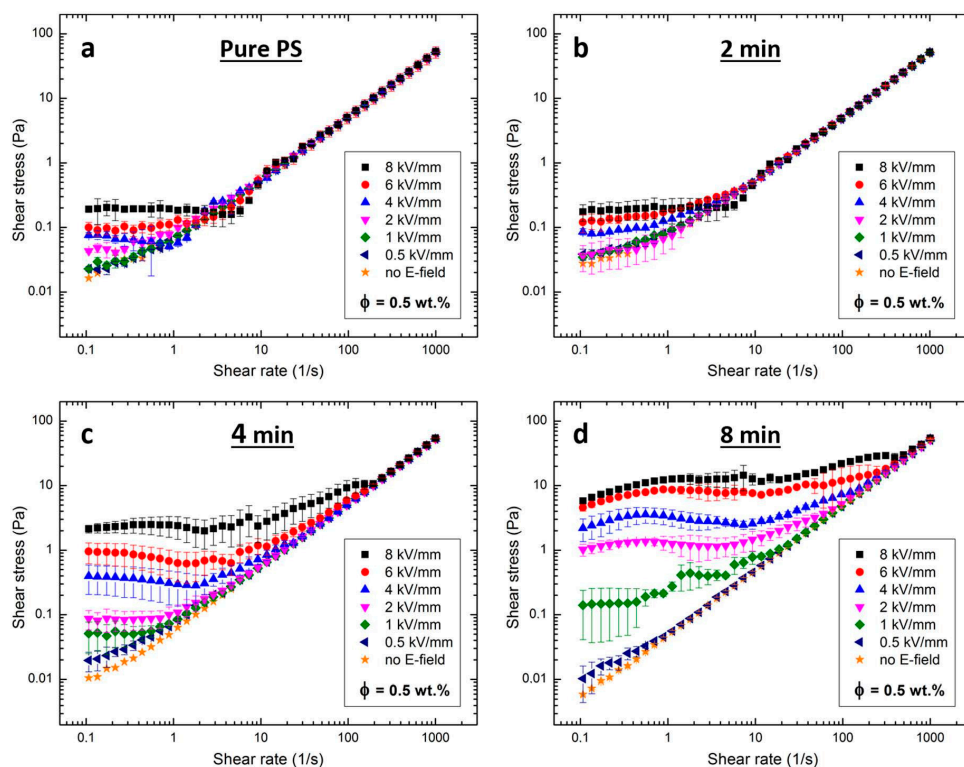 a
Pure PS
Shear stress (Pa)
100
10
1
0.1
0.01
8 kV/mm
6 kV/mm
4 kV/mm
2 kV/mm
1 kV/mm
0.5 kV/mm
no E-field
ϕ = 0.5 wt.%
0.1 1 10 100 1000
Shear rate (1/s)
b
2 min
Shear stress (Pa)
100
10
1
0.1
0.01
8 kV/mm
6 kV/mm
4 kV/mm
2 kV/mm
1 kV/mm
0.5 kV/mm
no E-field
ϕ = 0.5 wt.%
0.1 1 10 100 1000
Shear rate (1/s)
c
4 min
Shear stress (Pa)
100
10
1
0.1
0.01
8 kV/mm
6 kV/mm
4 kV/mm
2 kV/mm
1 kV/mm
0.5 kV/mm
no E-field
ϕ = 0.5 wt.%
0.1 1 10 100 1000
Shear rate (1/s)
d
8 min
Shear stress (Pa)
100
10
1
0.1
0.01
8 kV/mm
6 kV/mm
4 kV/mm
2 kV/mm
1 kV/mm
0.5 kV/mm
no E-field
ϕ = 0.5 wt.%
0.1 1 10 100 1000
Shear rate (1/s)